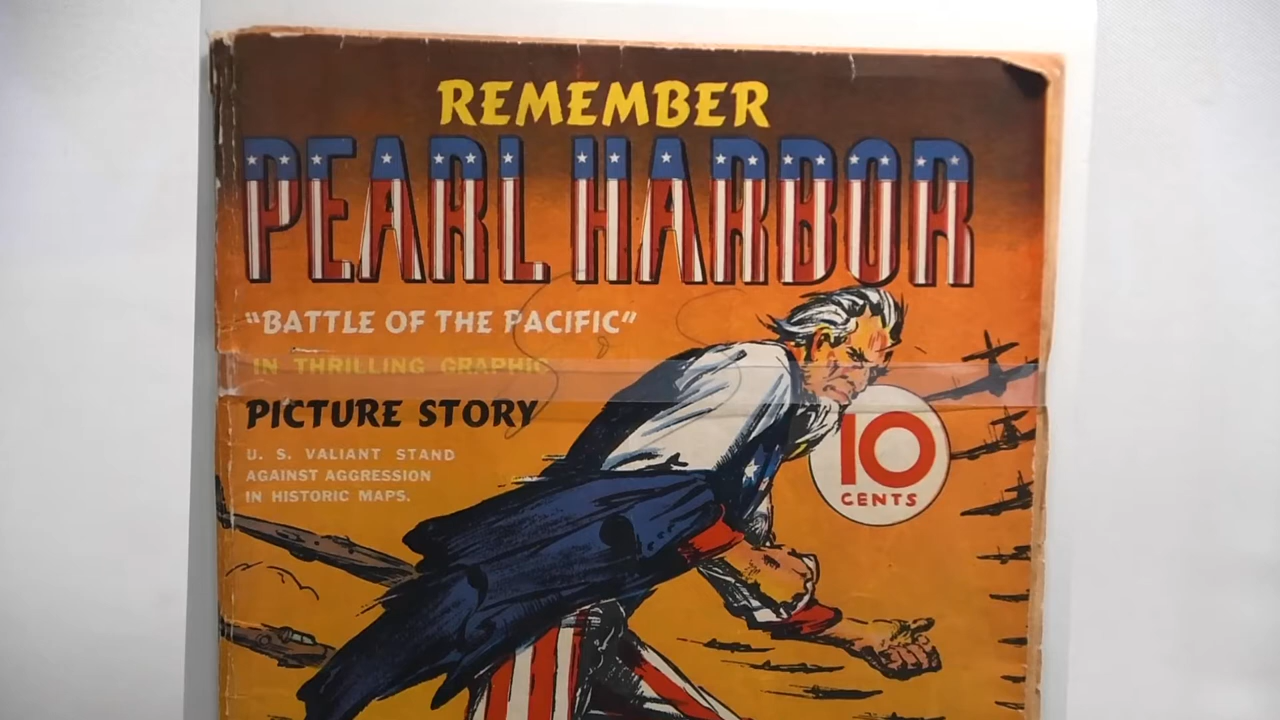 REMEMBER
PEARL HARBOR
"BATTLE OF THE PACIFIC"
IN THRILLING GRAPHIC
PICTURE STORY
U. S. VALIANT STAND
AGAINST AGGRESSION
IN HISTORIC MAPS.
10
CENTS